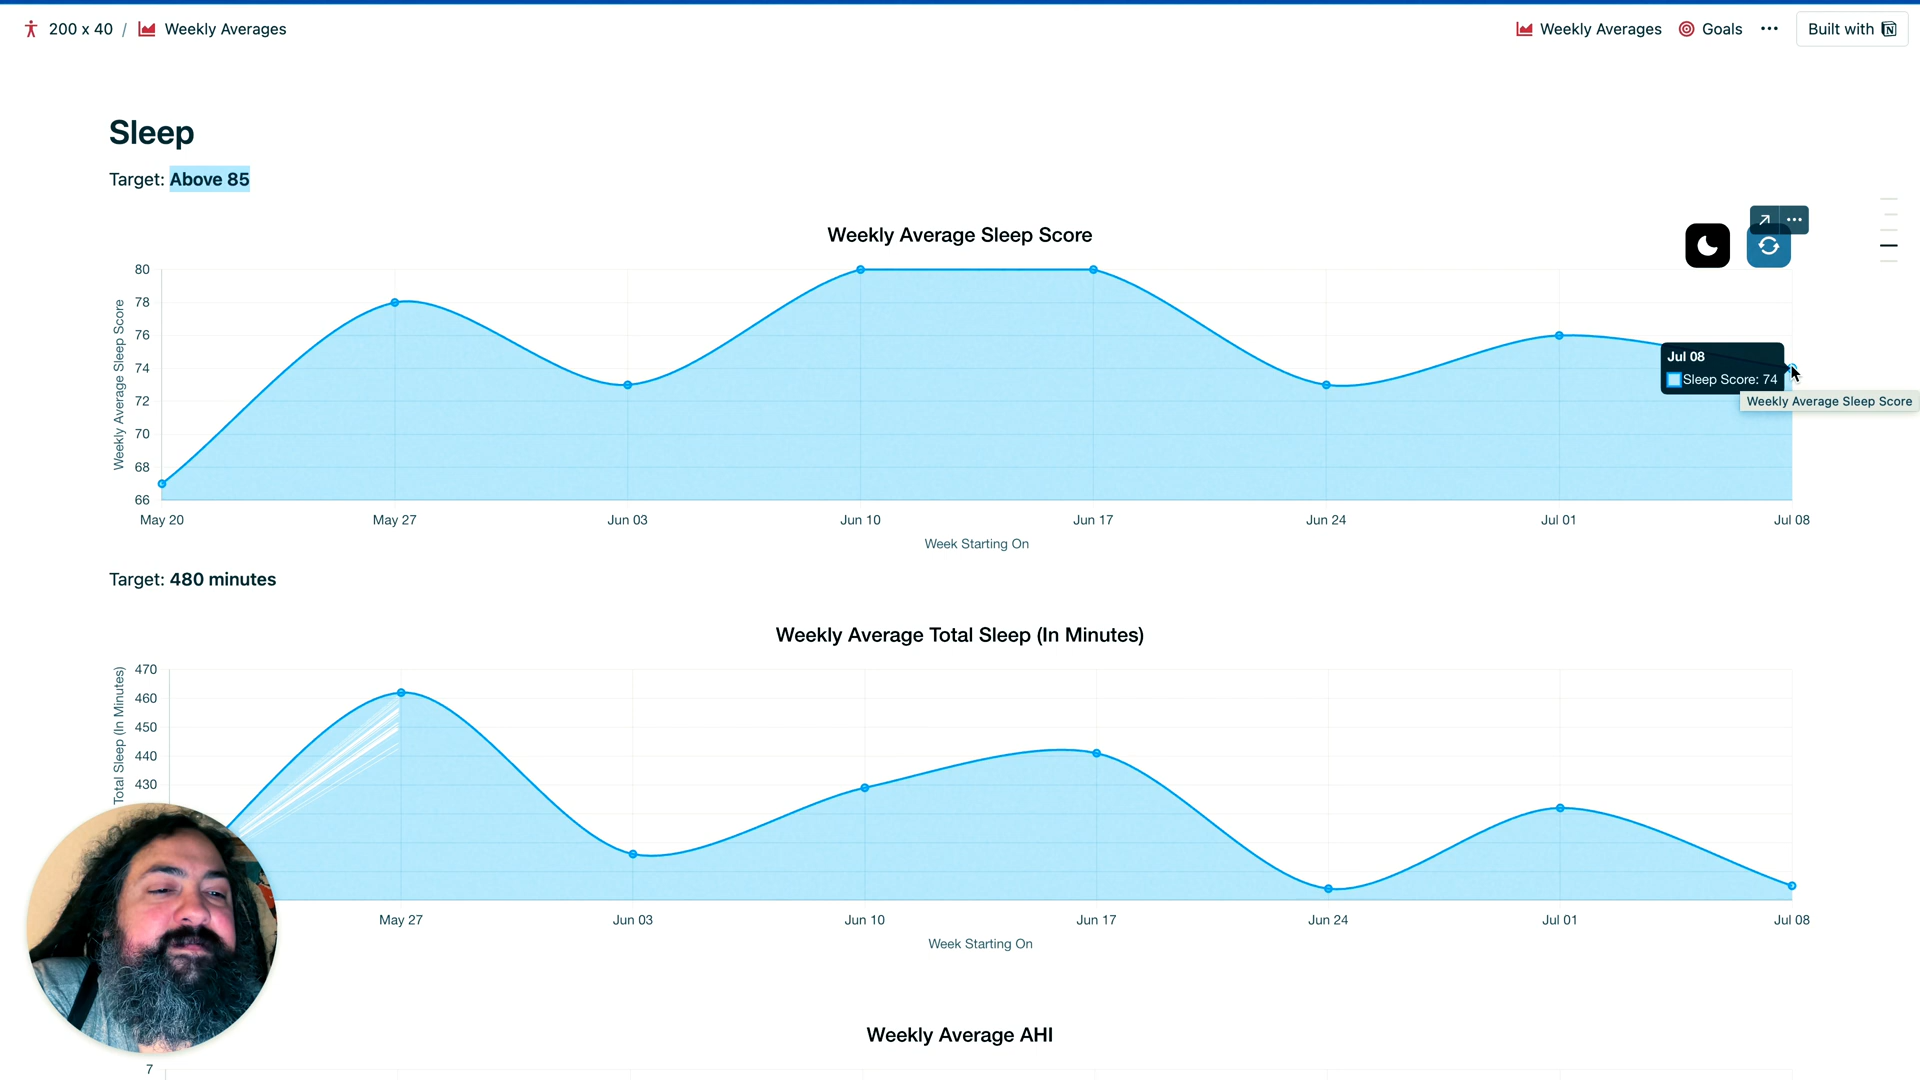 200 x 40 / Weekly Averages
Weekly Averages Goals ••• Built with
Sleep
Target: Above 85
Weekly Average Sleep Score
Weekly Average Sleep Score
80
78
76
74
72
70
68
66
Jul 08
Sleep Score: 74
Weekly Average Sleep Score
May 20 May 27 Jun 03 Jun 10 Jun 17 Jun 24 Jul 01 Jul 08
Week Starting On
Target: 480 minutes
Weekly Average Total Sleep (In Minutes)
Total Sleep (In Minutes)
470
460
450
440
430
May 27 Jun 03 Jun 10 Jun 17 Jun 24 Jul 01 Jul 08
Week Starting On
Weekly Average AHI
7